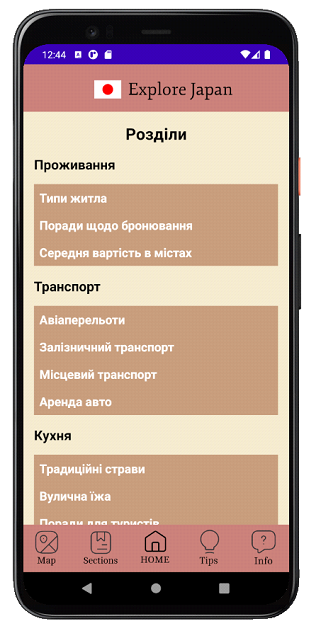 12:44
Explore Japan
Розділи
Проживання
Типи житла
Поради щодо бронювання
Середня вартість в містах
Транспорт
Авіаперельоти
Залізничний транспорт
Місцевий транспорт
Аренда авто
Кухня
Традиційні страви
Вулична їжа
Поради для туристів
Map Sections HOME Tips Info